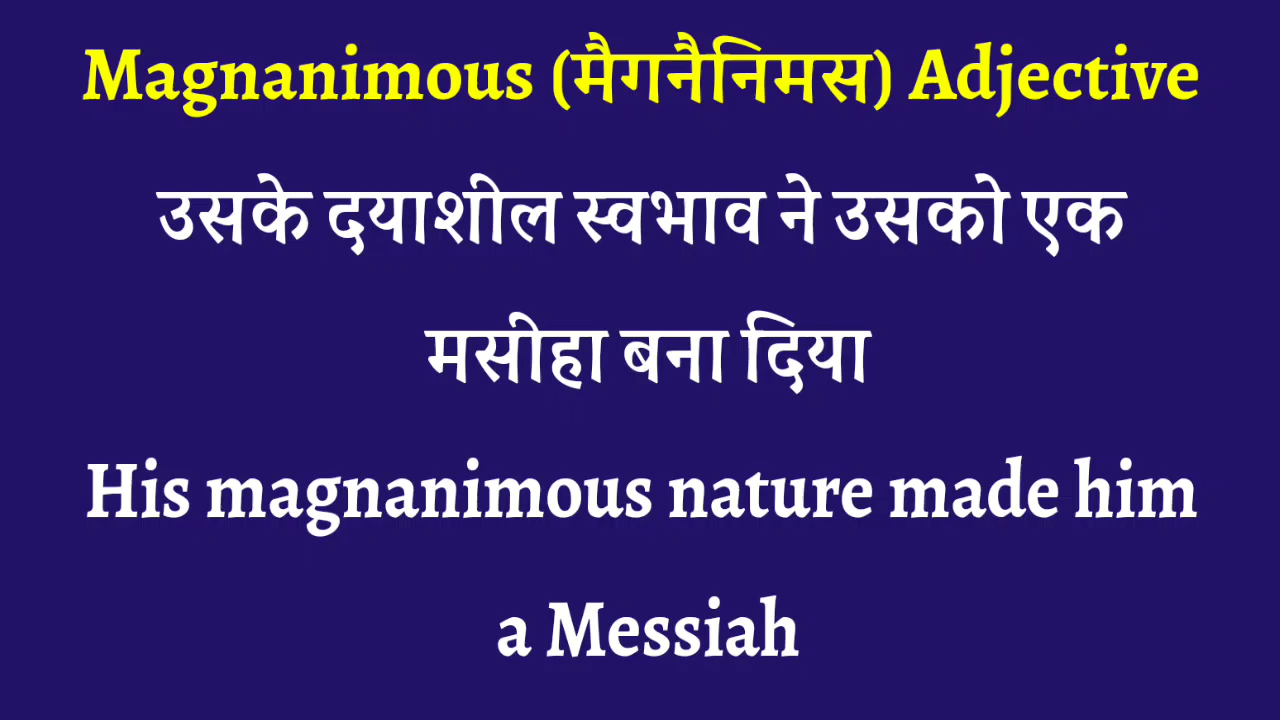 Magnanimous (मैगनैनिमस) Adjective
उसके दयाशील स्वभाव ने उसको एक
मसीहा बना दिया
His magnanimous nature made him
a Messiah